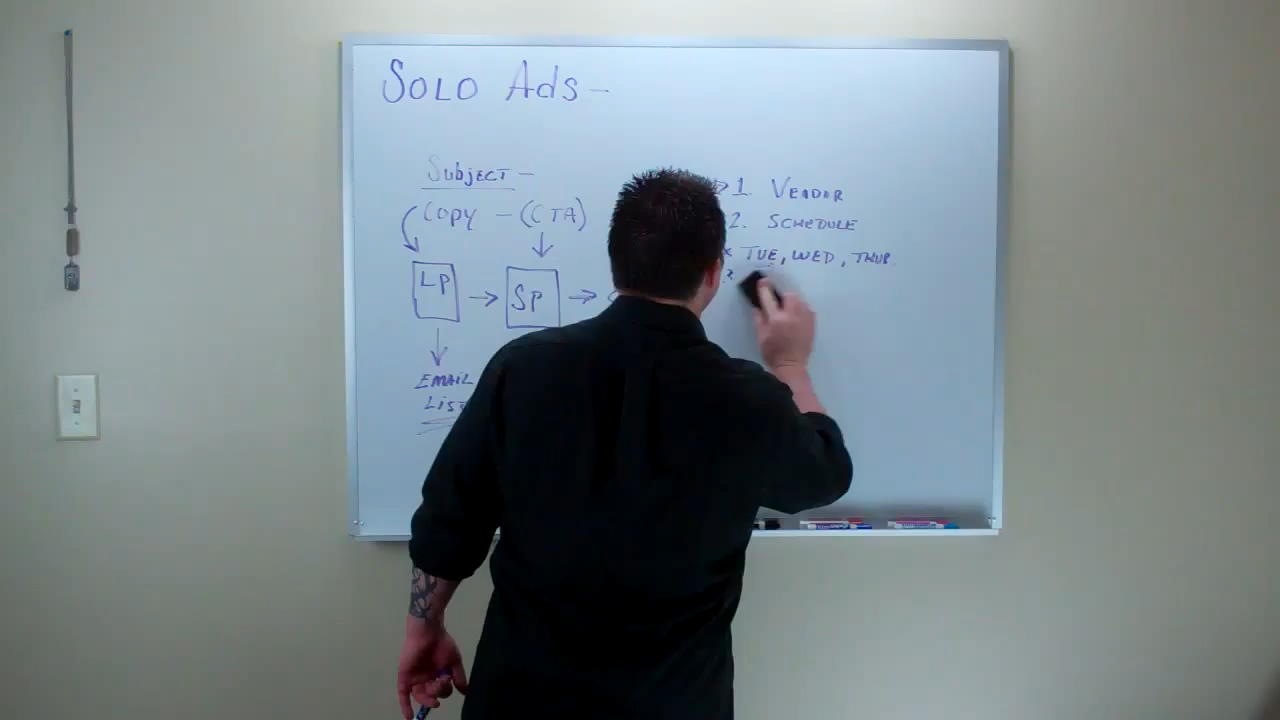 Solo Ads -
Subject -
Copy - (CTA)
LP → SP →
EMAIL
LIST
→ 1. VENDOR
2. SCHEDULE
* TUE, WED, THUR.